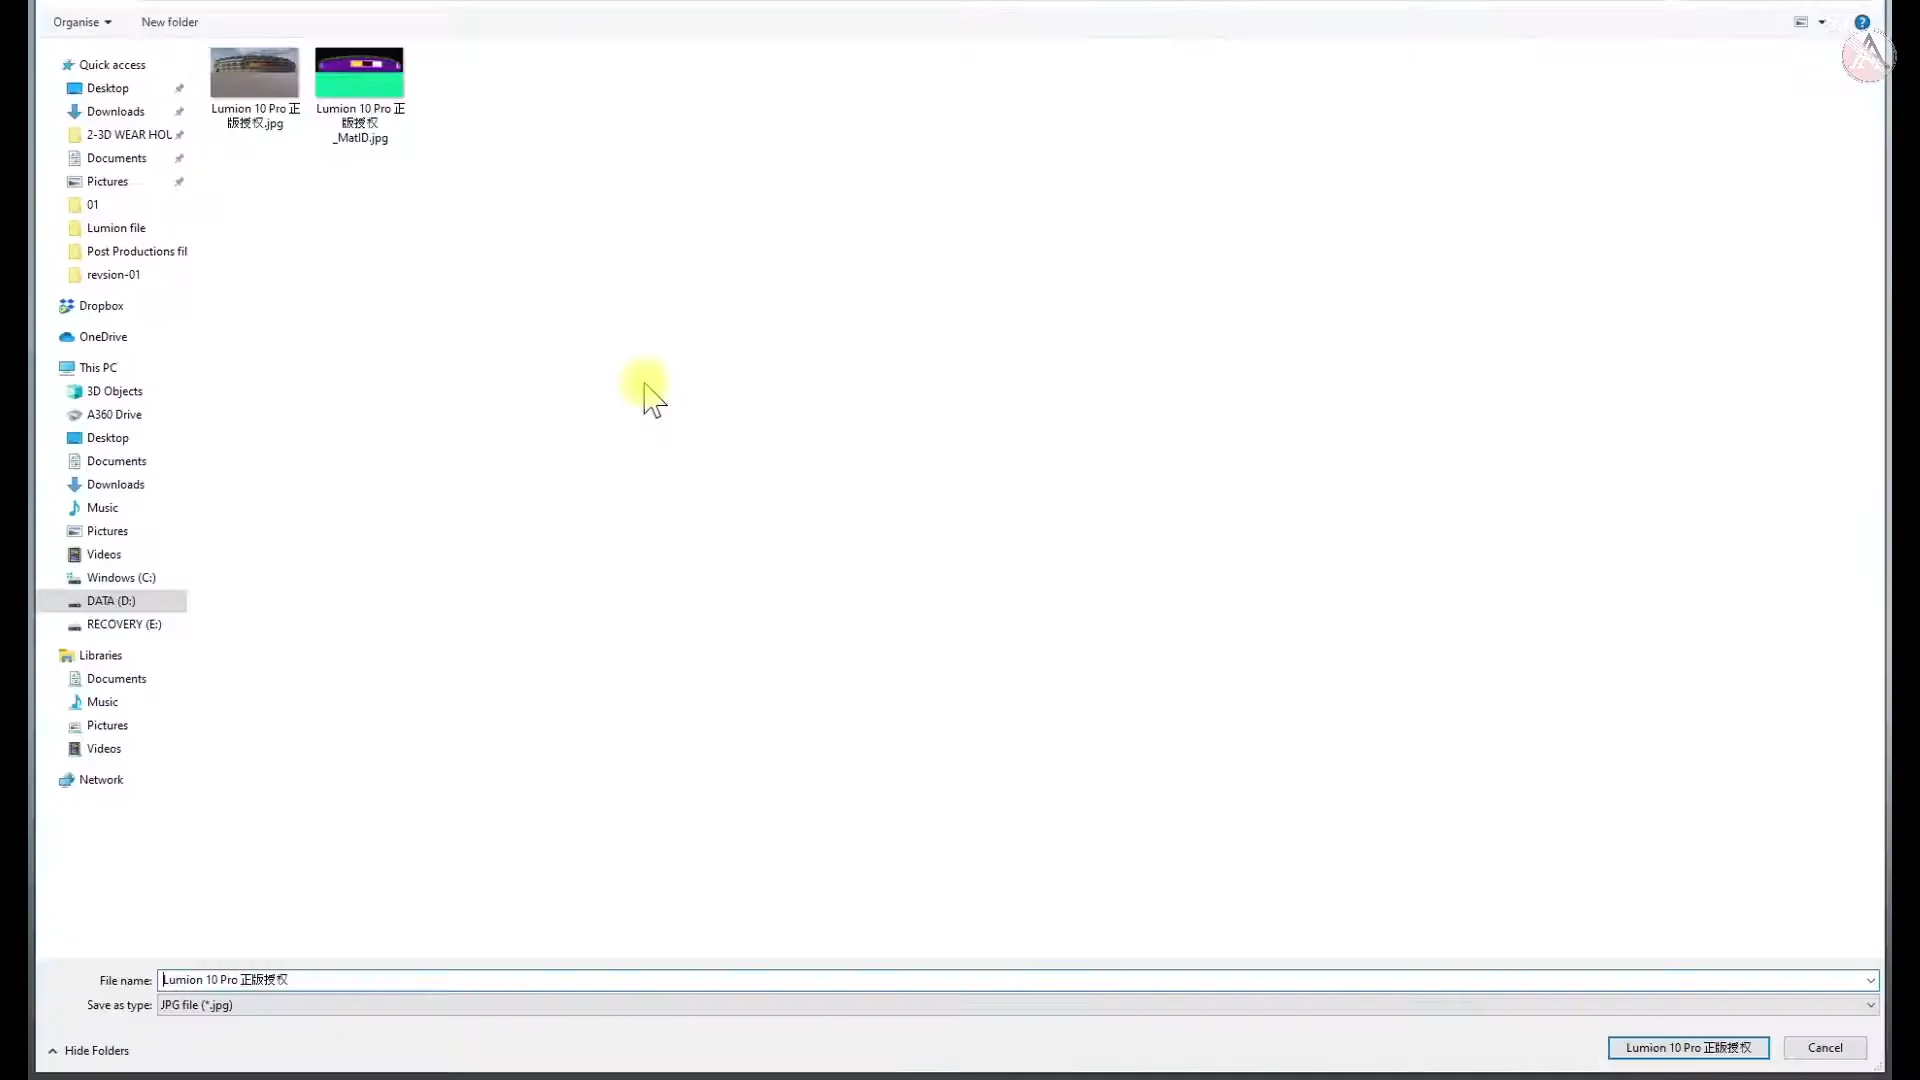 Organise
New folder
Quick access
Desktop
Downloads
2-3D WEAR HOU
Documents
Pictures
01
Lumion file
Post Productions fil
revsion-01
Dropbox
OneDrive
This PC
3D Objects
A360 Drive
Desktop
Documents
Downloads
Music
Pictures
Videos
Windows (C:)
DATA (D:)
RECOVERY (E:)
Libraries
Documents
Music
Pictures
Videos
Network
Lumion 10 Pro 正
版授权.jpg
Lumion 10 Pro 正
版授权
_MatID.jpg
File name: Lumion 10 Pro 正版授权
Save as type: JPG file (*.jpg)
Hide Folders
Lumion 10 Pro 正版授权
Cancel